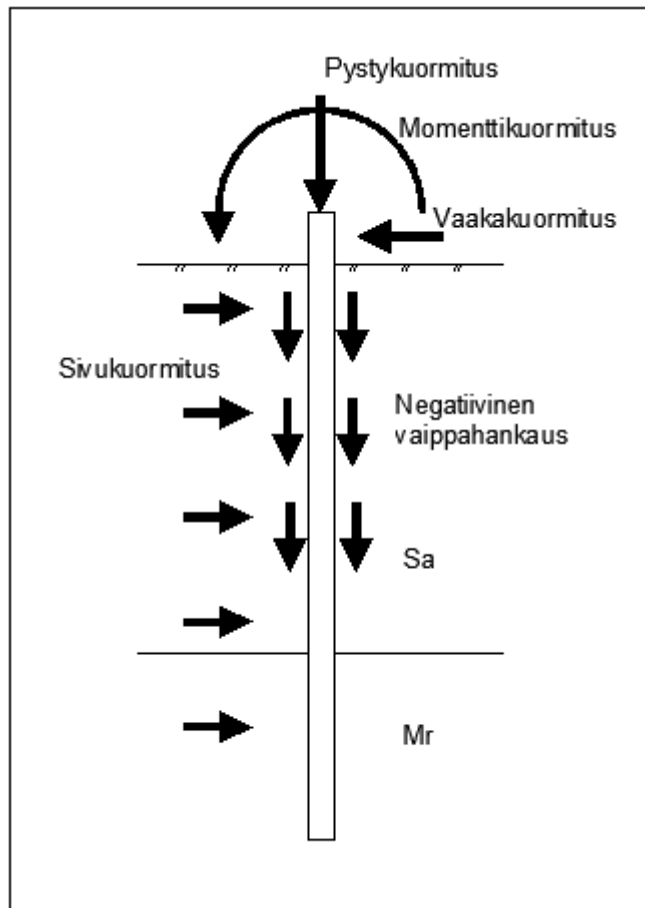 Pystykuormitus
Momenttikuormitus
Vaakakuormitus
Sivukuormitus
Negatiivinen
vaippahankaus
Sa
Mr